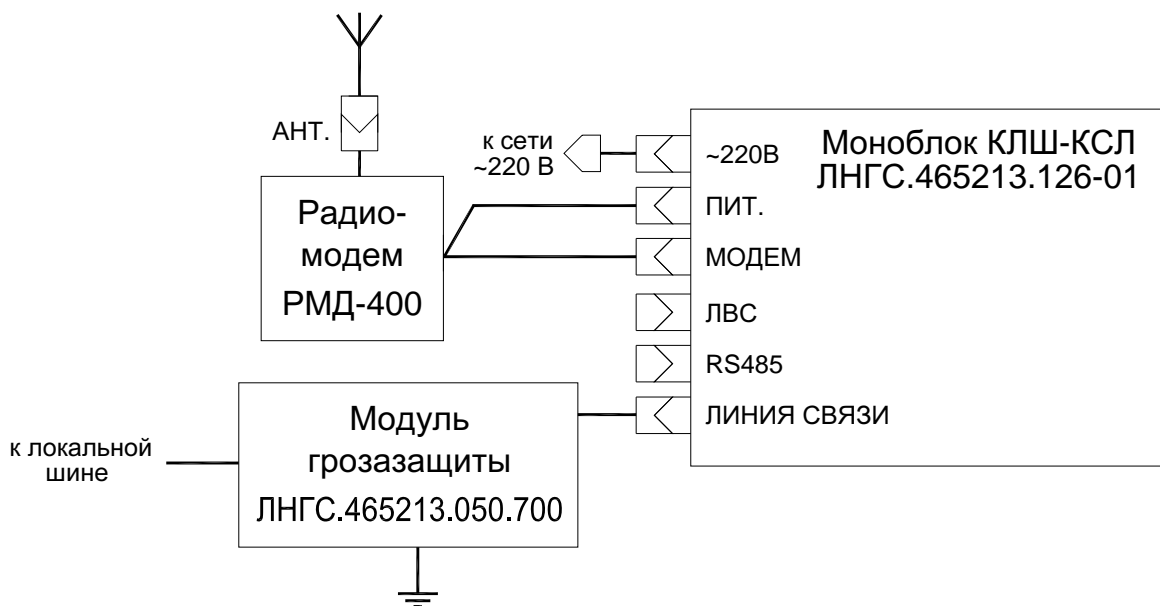 АНТ.
Радио-
модем
РМД-400
к сети
~220 В
Моноблок КЛШ-КСЛ
ЛНГС.465213.126-01
~220В
ПИТ.
МОДЕМ
ЛВС
RS485
ЛИНИЯ СВЯЗИ
к локальной
шине
Модуль
грозазащиты
ЛНГС.465213.050.700